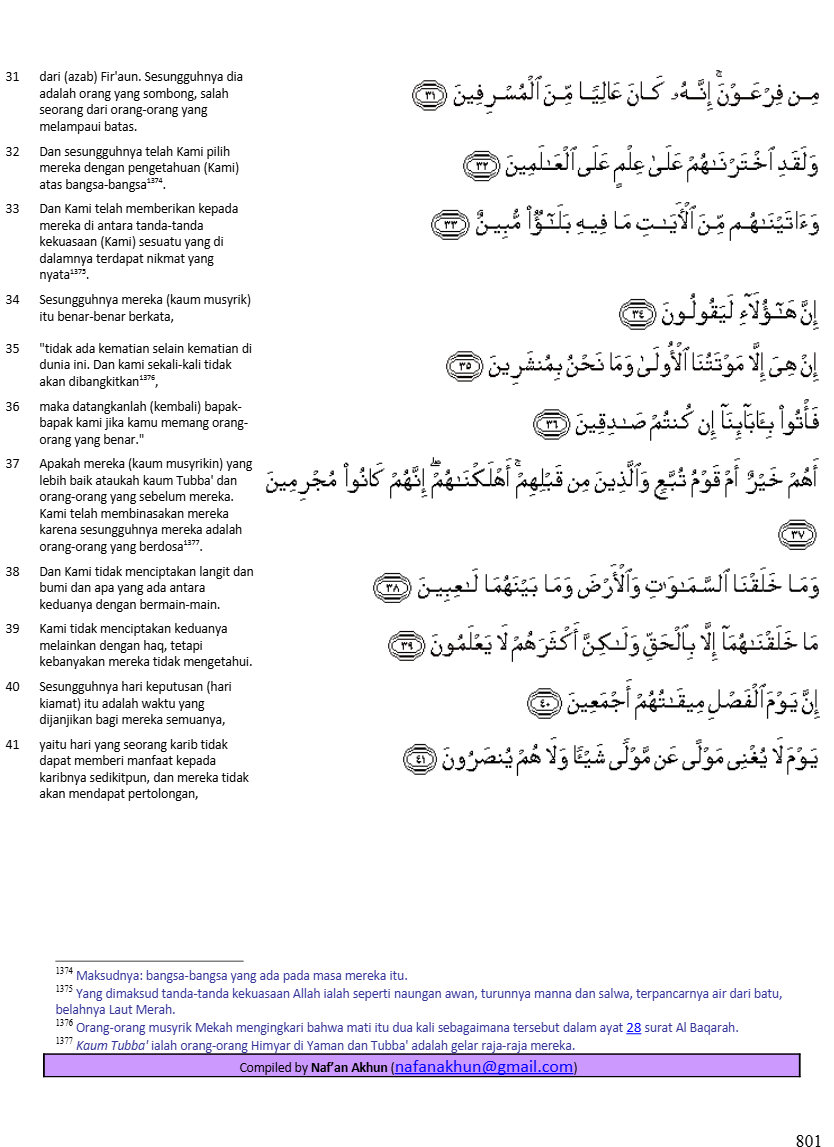 31 dari (azab) Fir'aun. Sesungguhnya dia
adalah orang yang sombong, salah
seorang dari orang-orang yang
melampaui batas.
مِن فِرْعَوْنَ ۚ إِنَّهُۥ كَانَ عَالِيًا مِّنَ ٱلْمُسْرِفِينَ ٣١
32 Dan sesungguhnya telah Kami pilih
mereka dengan pengetahuan (Kami)
atas bangsa-bangsa¹³⁷⁴.
وَلَقَدِ ٱخْتَرْنَـٰهُمْ عَلَىٰ عِلْمٍ عَلَى ٱلْعَـٰلَمِينَ ٣٢
33 Dan Kami telah memberikan kepada
mereka di antara tanda-tanda
kekuasaan (Kami) sesuatu yang di
dalamnya terdapat nikmat yang
nyata¹³⁷⁵.
وَءَاتَيْنَـٰهُم مِّنَ ٱلْأَيَـٰتِ مَا فِيهِ بَلَـٰٓؤٌا۟ مُّبِينٌ ٣٣
34 Sesungguhnya mereka (kaum musyrik)
itu benar-benar berkata,
إِنَّ هَـٰٓؤُلَآءِ لَيَقُولُونَ ٣٤
35 "tidak ada kematian selain kematian di
dunia ini. Dan kami sekali-kali tidak
akan dibangkitkan¹³⁷⁶,
إِنْ هِىَ إِلَّا مَوْتَتُنَا ٱلْأُولَىٰ وَمَا نَحْنُ بِمُنشَرِينَ ٣٥
36 maka datangkanlah (kembali) bapak-
bapak kami jika kamu memang orang-
orang yang benar."
فَأْتُوا۟ بِـَٔابَآئِنَآ إِن كُنتُمْ صَـٰدِقِينَ ٣٦
37 Apakah mereka (kaum musyrikin) yang
lebih baik ataukah kaum Tubba' dan
orang-orang yang sebelum mereka.
Kami telah membinasakan mereka
karena sesungguhnya mereka adalah
orang-orang yang berdosa¹³⁷⁷.
أَهُمْ خَيْرٌ أَمْ قَوْمُ تُبَّعٍ وَٱلَّذِينَ مِن قَبْلِهِمْ ۚ أَهْلَكْنَـٰهُمْ ۖ إِنَّهُمْ كَانُوا۟ مُجْرِمِينَ
٣٧
38 Dan Kami tidak menciptakan langit dan
bumi dan apa yang ada antara
keduanya dengan bermain-main.
وَمَا خَلَقْنَا ٱلسَّمَـٰوَٰتِ وَٱلْأَرْضَ وَمَا بَيْنَهُمَا لَـٰعِبِينَ ٣٨
39 Kami tidak menciptakan keduanya
melainkan dengan haq, tetapi
kebanyakan mereka tidak mengetahui.
مَا خَلَقْنَـٰهُمَآ إِلَّا بِٱلْحَقِّ وَلَـٰكِنَّ أَكْثَرَهُمْ لَا يَعْلَمُونَ ٣٩
40 Sesungguhnya hari keputusan (hari
kiamat) itu adalah waktu yang
dijanjikan bagi mereka semuanya,
إِنَّ يَوْمَ ٱلْفَصْلِ مِيقَـٰتُهُمْ أَجْمَعِينَ ٤٠
41 yaitu hari yang seorang karib tidak
dapat memberi manfaat kepada
karibnya sedikitpun, dan mereka tidak
akan mendapat pertolongan,
يَوْمَ لَا يُغْنِى مَوْلًى عَن مَّوْلًى شَيْـًٔا وَلَا هُمْ يُنصَرُونَ ٤١
¹³⁷⁴ Maksudnya: bangsa-bangsa yang ada pada masa mereka itu.
¹³⁷⁵ Yang dimaksud tanda-tanda kekuasaan Allah ialah seperti naungan awan, turunnya manna dan salwa, terpancarnya air dari batu,
belahnya Laut Merah.
¹³⁷⁶ Orang-orang musyrik Mekah mengingkari bahwa mati itu dua kali sebagaimana tersebut dalam ayat 28 surat Al Baqarah.
¹³⁷⁷ Kaum Tubba' ialah orang-orang Himyar di Yaman dan Tubba' adalah gelar raja-raja mereka.
Compiled by Naf'an Akhun (nafanakhun@gmail.com)
801